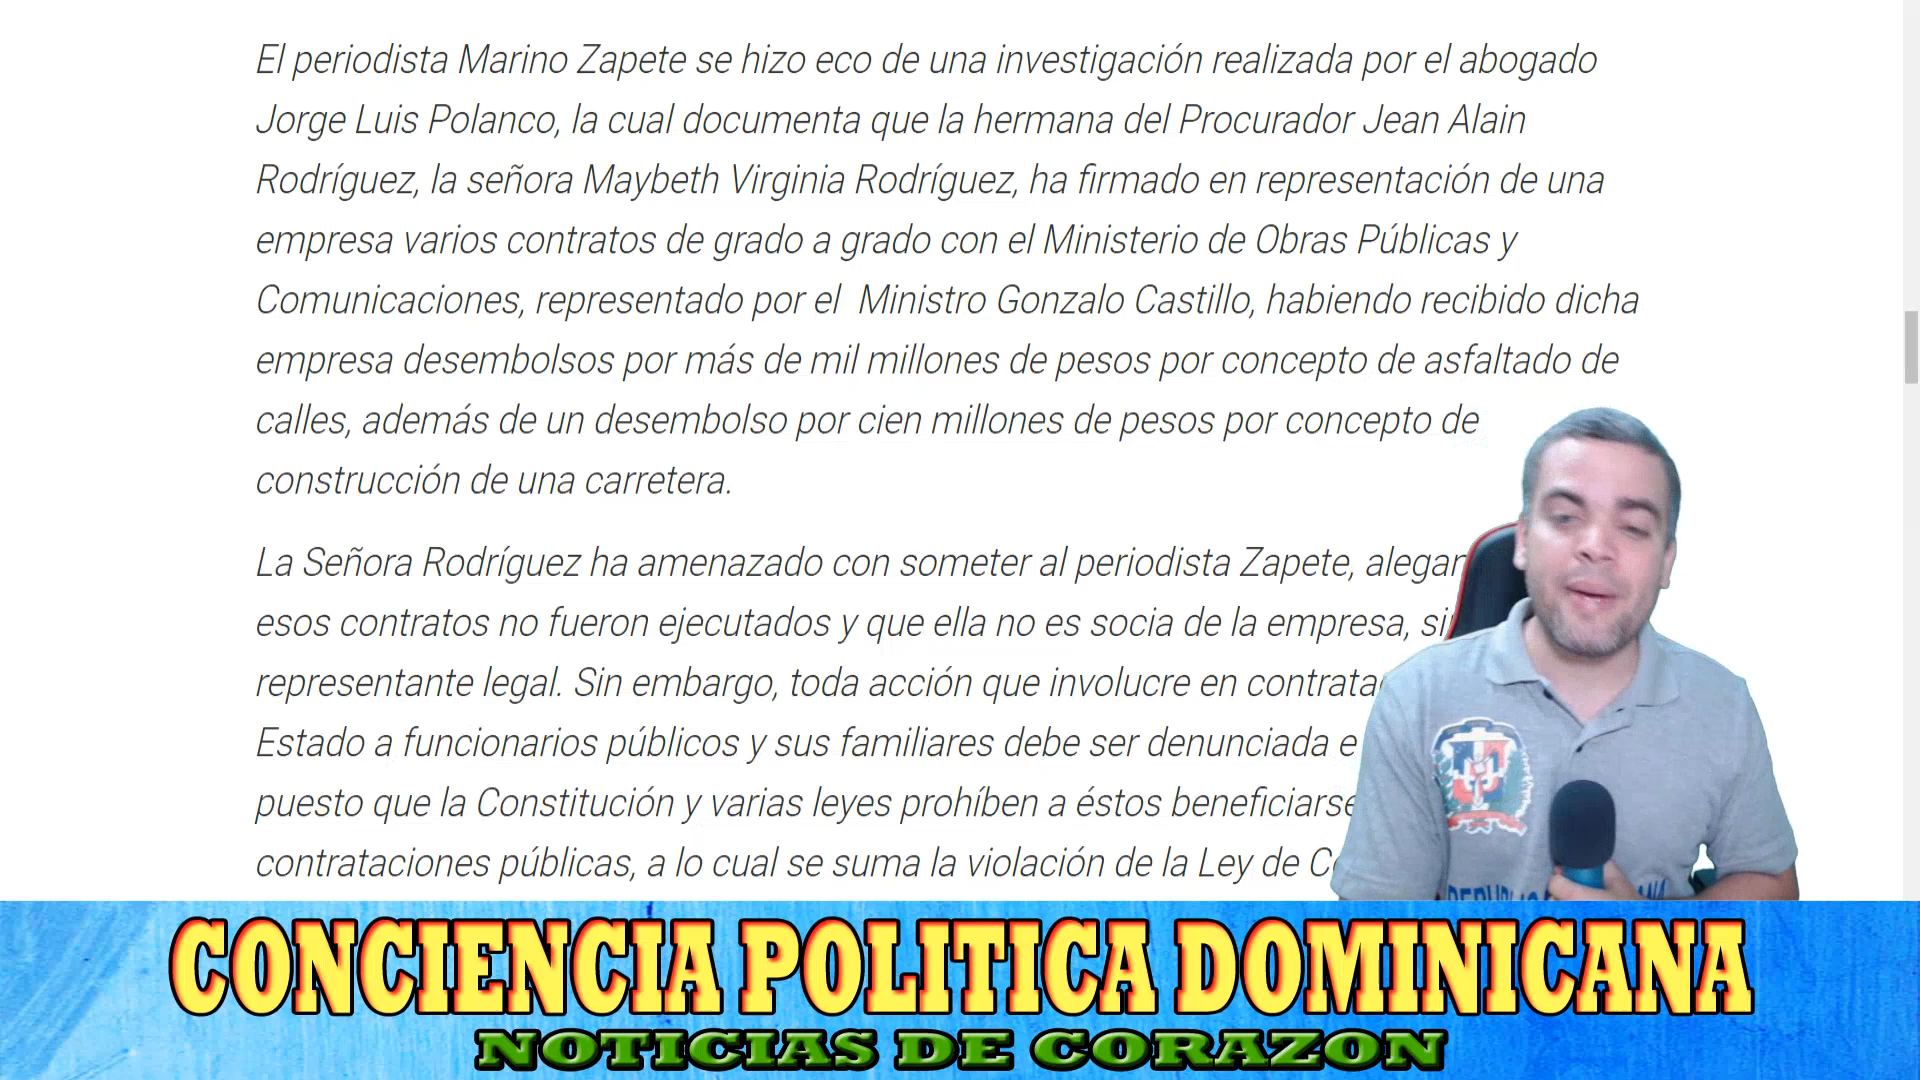 El periodista Marino Zapete se hizo eco de una investigación realizada por el abogado
Jorge Luis Polanco, la cual documenta que la hermana del Procurador Jean Alain
Rodríguez, la señora Maybeth Virginia Rodríguez, ha firmado en representación de una
empresa varios contratos de grado a grado con el Ministerio de Obras Públicas y
Comunicaciones, representado por el  Ministro Gonzalo Castillo, habiendo recibido dicha
empresa desembolsos por más de mil millones de pesos por concepto de asfaltado de
calles, además de un desembolso por cien millones de pesos por concepto de
construcción de una carretera.
La Señora Rodríguez ha amenazado con someter al periodista Zapete,
esos contratos no fueron ejecutados y que ella no es socia de la empresa,
representante legal. Sin embargo, toda acción que involucre en
Estado a funcionarios públicos y sus familiares debe ser denunciada e
puesto que la Constitución y varias leyes prohíben a éstos
contrataciones públicas, a lo cual se suma la violación de la Ley de
CONCIENCIA POLITICA DOMINICANA
NOTICIAS DE CORAZON